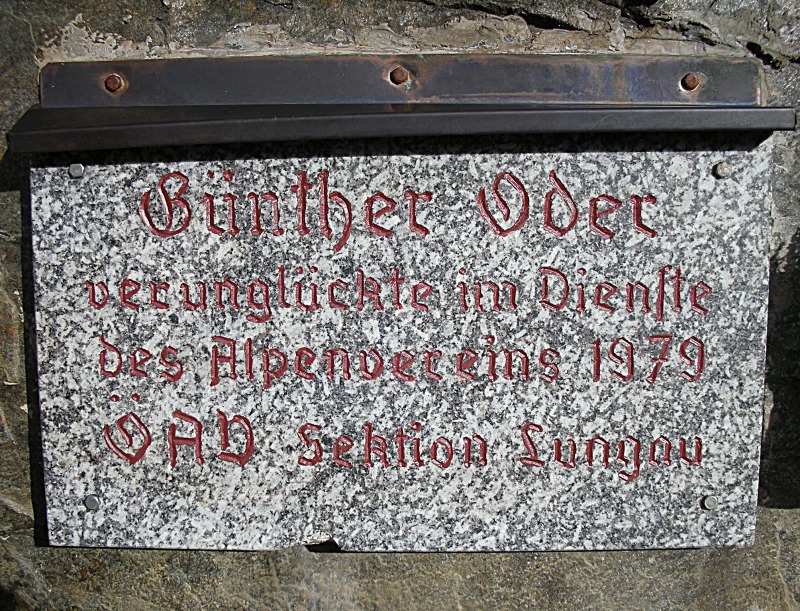 Günther Oder
verunglückte im Dienste
des Alpenvereins 1979
ÖAV Sektion Lungau